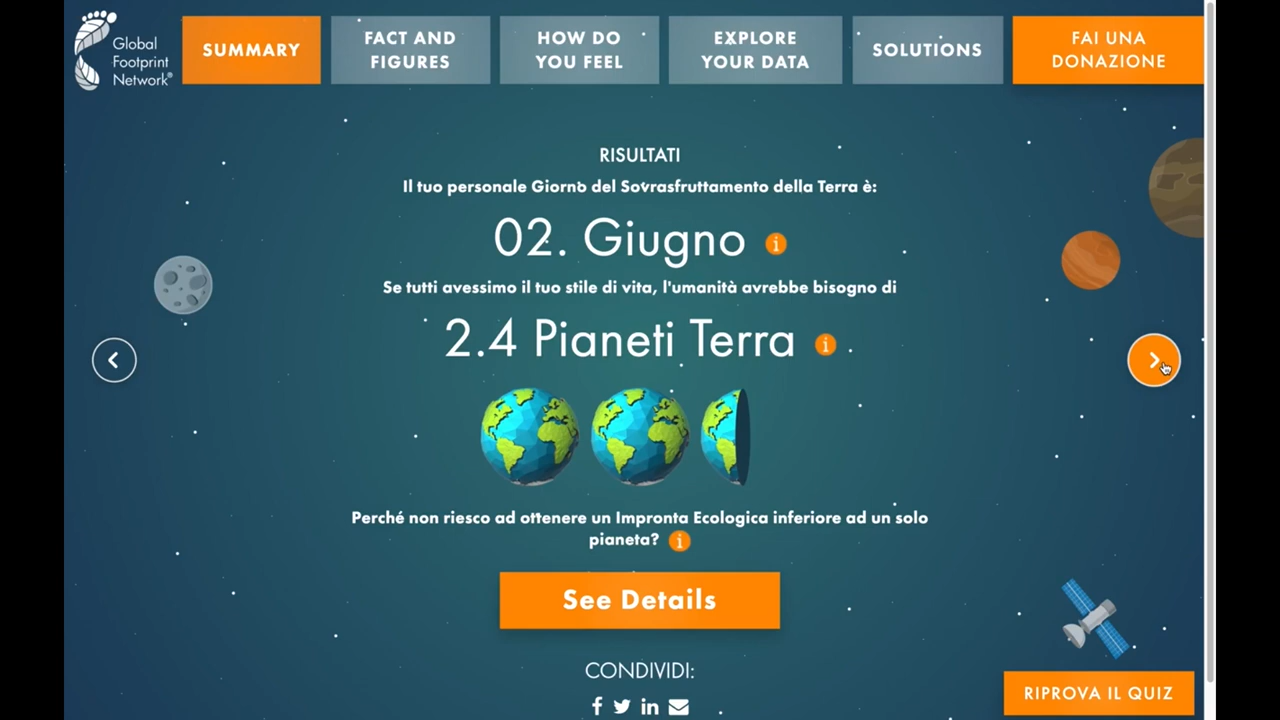 Global
Footprint
Network®
SUMMARY
FACT AND
FIGURES
HOW DO
YOU FEEL
EXPLORE
YOUR DATA
SOLUTIONS
FAI UNA
DONAZIONE
RISULTATI
Il tuo personale Giorno del Sovrasfruttamento della Terra è:
02. Giugno i
Se tutti avessimo il tuo stile di vita, l'umanità avrebbe bisogno di
2.4 Pianeti Terra i
Perché non riesco ad ottenere un Impronta Ecologica inferiore ad un solo
pianeta? i
See Details
CONDIVIDI:
RIPROVA IL QUIZ